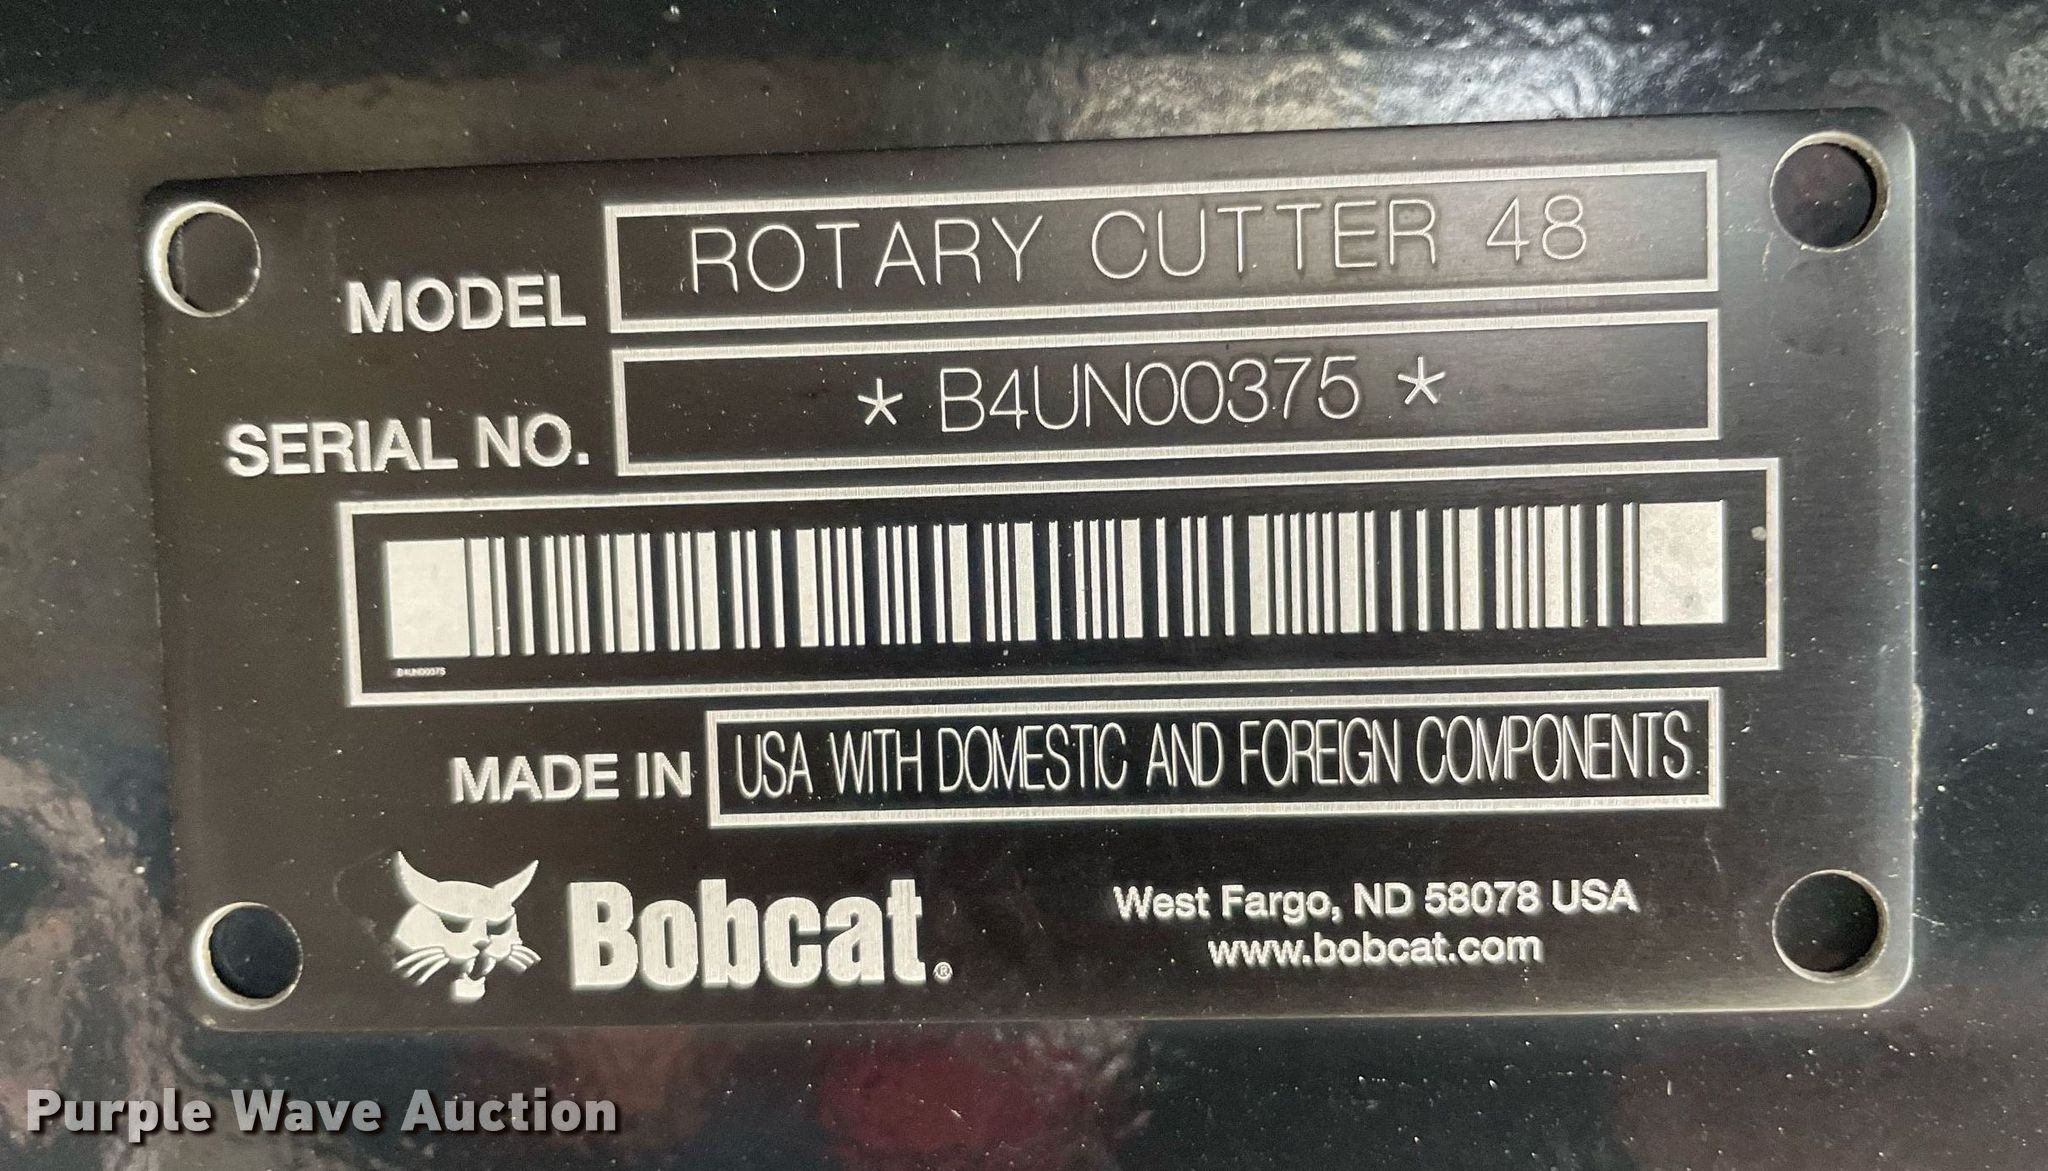 MODEL ROTARY CUTTER 48
SERIAL NO. * B4UN00375 *
B4UN00375
MADE IN USA WITH DOMESTIC AND FOREIGN COMPONENTS
Bobcat®
West Fargo, ND 58078 USA
www.bobcat.com
Purple Wave Auction